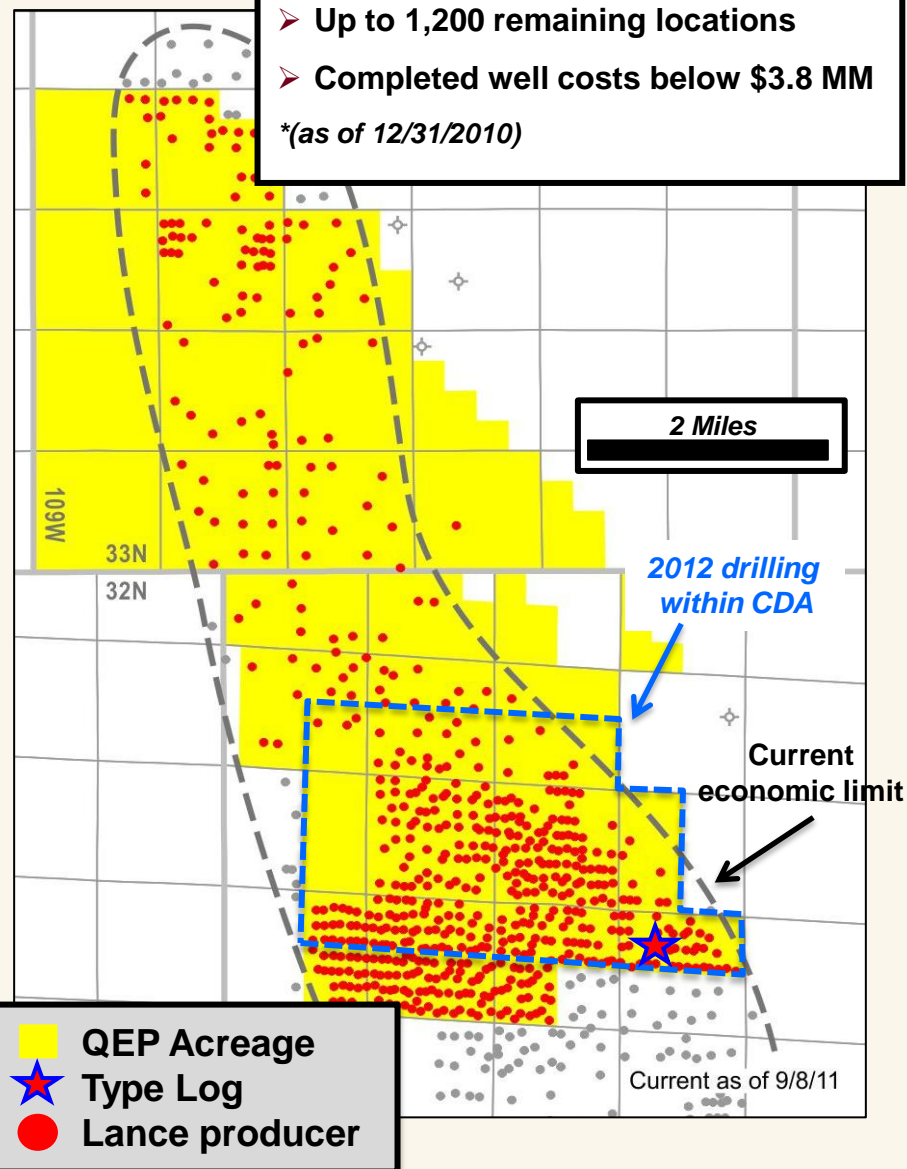 ➢ Up to 1,200 remaining locations
➢ Completed well costs below $3.8 MM
*(as of 12/31/2010)
2 Miles
109W
33N
32N
2012 drilling
within CDA
Current
economic limit
QEP Acreage
Type Log
Lance producer
Current as of 9/8/11